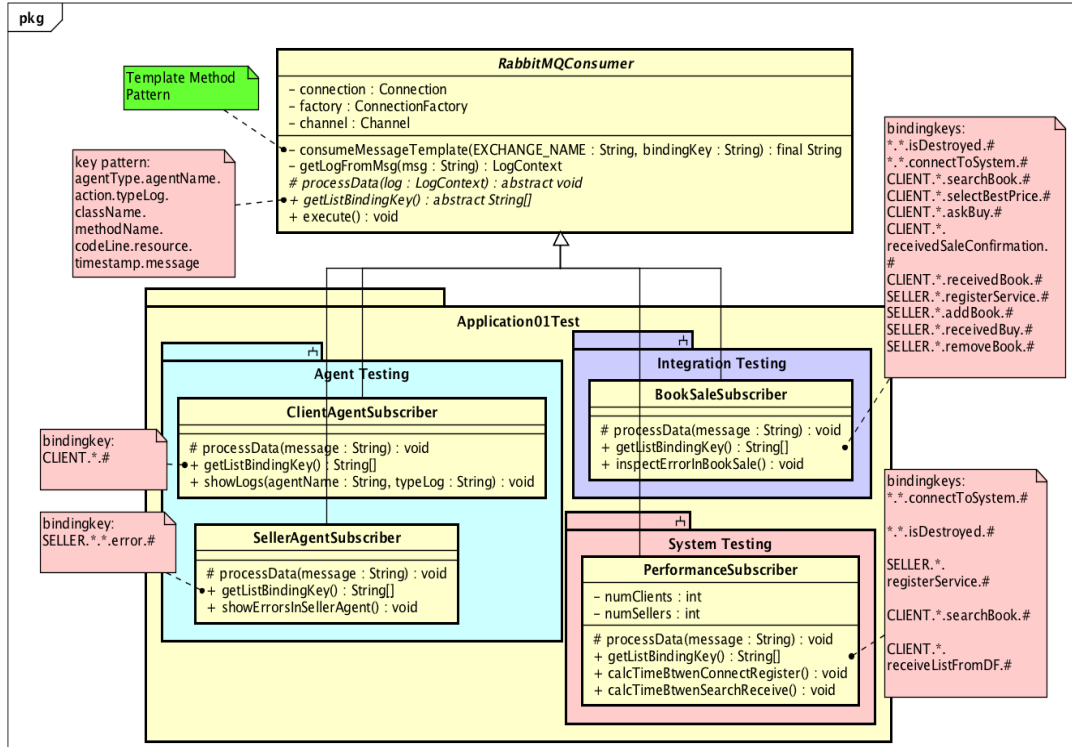 pkg
RabbitMQConsumer
– connection : Connection
– factory : ConnectionFactory
– channel : Channel
– consumeMessageTemplate(EXCHANGE_NAME : String, bindingKey : String) : final String
– getLogFromMsg(msg : String) : LogContext
# processData(log : LogContext) : abstract void
+ getListBindingKey() : abstract String[]
+ execute() : void
Template Method
Pattern
key pattern:
agentType.agentName.
action.typeLog.
className.
methodName.
codeLine.resource.
timestamp.message
bindingkeys:
*.*.isDestroyed.#
*.*.connectToSystem.#
CLIENT.*.searchBook.#
CLIENT.*.selectBestPrice.#
CLIENT.*.askBuy.#
CLIENT.*.
receivedSaleConfirmation.
#
CLIENT.*.receivedBook.#
SELLER.*.registerService.#
SELLER.*.addBook.#
SELLER.*.receivedBuy.#
SELLER.*.removeBook.#
Application01Test
Agent Testing
ClientAgentSubscriber
# processData(message : String) : void
+ getListBindingKey() : String[]
+ showLogs(agentName : String, typeLog : String) : void
bindingkey:
CLIENT.*.#
SellerAgentSubscriber
# processData(message : String) : void
+ getListBindingKey() : String[]
+ showErrorsInSellerAgent() : void
bindingkey:
SELLER.*.*.error.#
Integration Testing
BookSaleSubscriber
# processData(message : String) : void
+ getListBindingKey() : String[]
+ inspectErrorInBookSale() : void
System Testing
PerformanceSubscriber
– numClients : int
– numSellers : int
# processData(message : String) : void
+ getListBindingKey() : String[]
+ calcTimeBtwenConnectRegister() : void
+ calcTimeBtwenSearchReceive() : void
bindingkeys:
*.*.connectToSystem.#
*.*.isDestroyed.#
SELLER.*.
registerService.#
CLIENT.*.searchBook.#
CLIENT.*.
receiveListFromDF.#